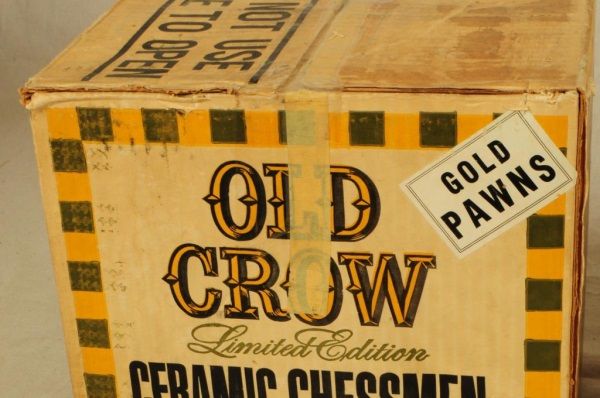 NOT USE
E TO OPEN
GOLD
PAWNS
OLD
CROW
Limited Edition
CERAMIC CHESSMEN